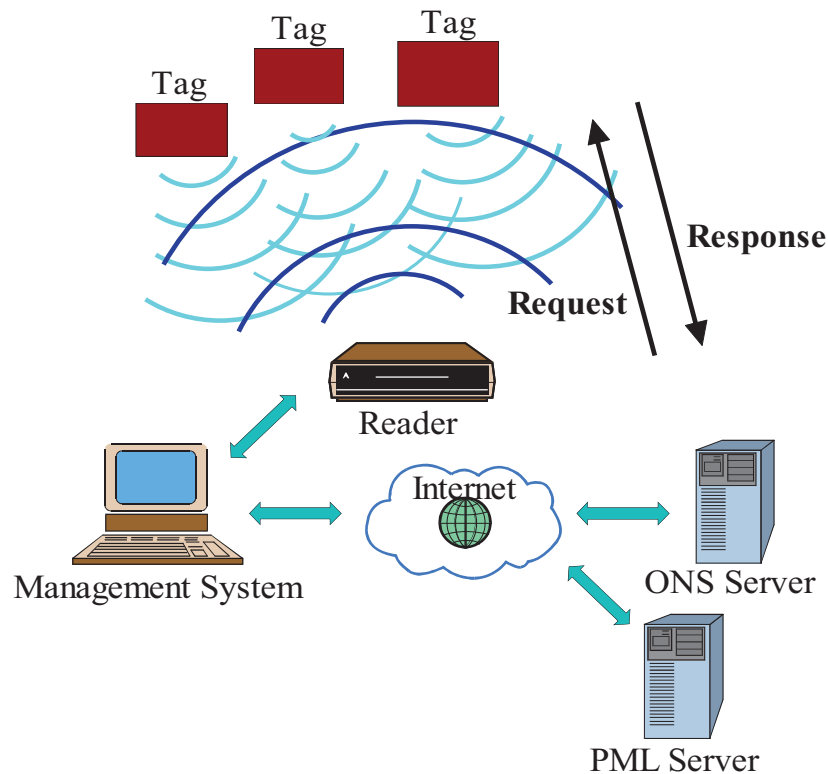 Tag
Tag
Tag
Response
Request
Reader
Internet
Management System
ONS Server
PML Server